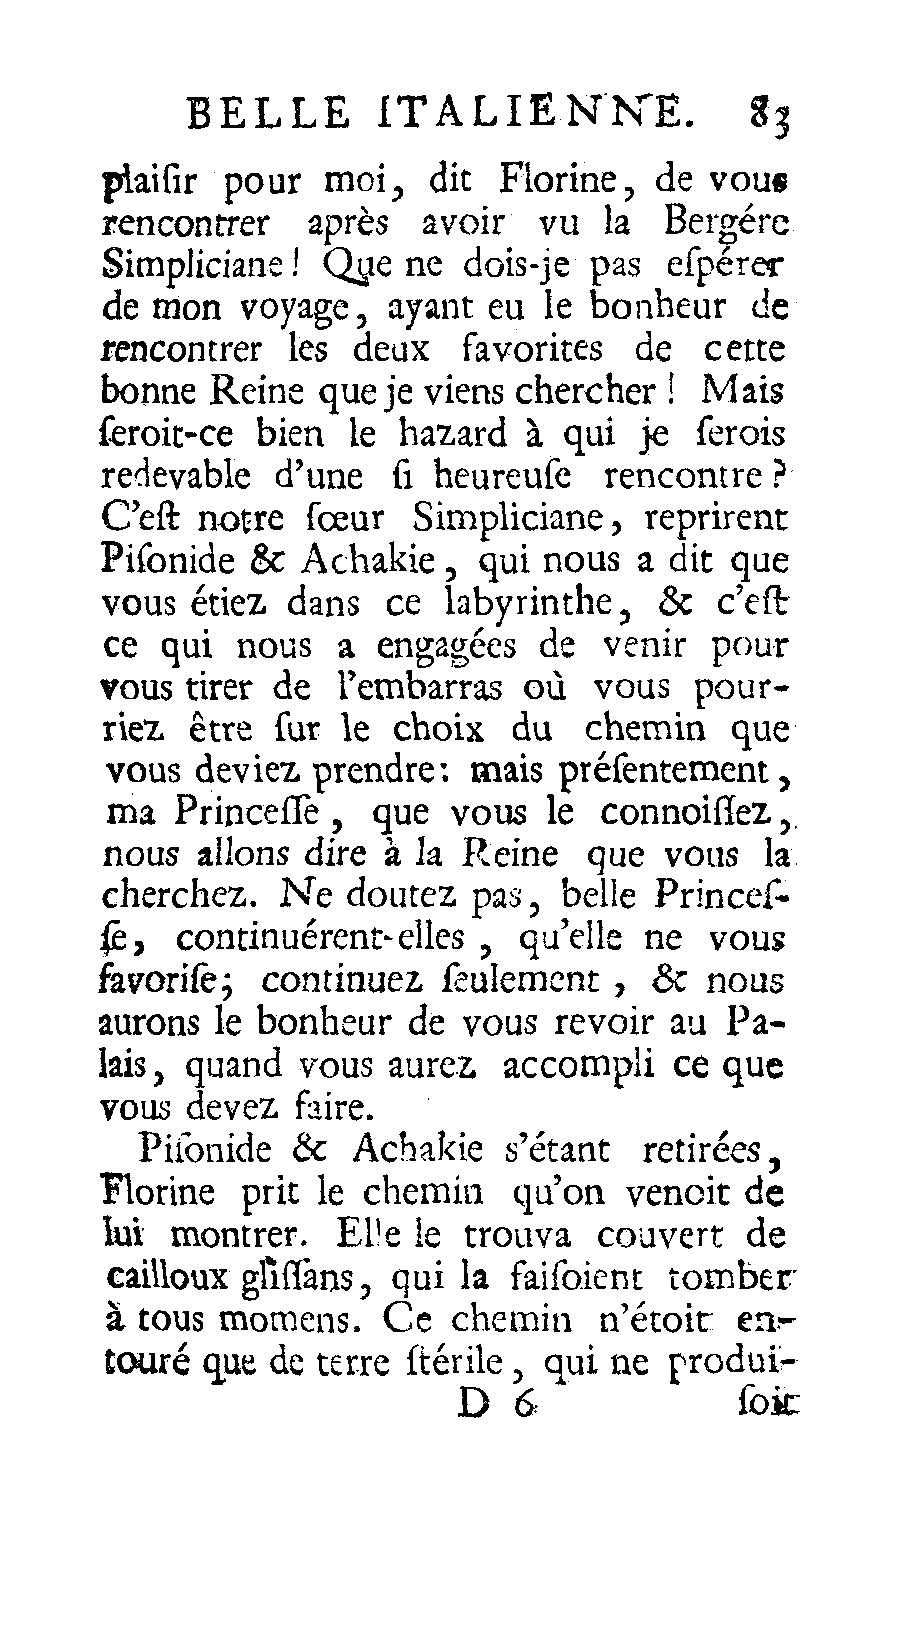 BELLE ITALIENNE. 83
plaiſir pour moi, dit Florine, de vous
rencontrer après avoir vu la Bergére
Simpliciane! Que ne dois-je pas eſpérer
de mon voyage, ayant eu le bonheur de
rencontrer les deux favorites de cette
bonne Reine que je viens chercher! Mais
ſeroit-ce bien le hazard à qui je ſerois
redevable d'une ſi heureuſe rencontre?
C'eſt notre ſœur Simpliciane, reprirent
Piſonide & Achakie, qui nous a dit que
vous étiez dans ce labyrinthe, & c'eſt
ce qui nous a engagées de venir pour
vous tirer de l'embarras où vous pour-
riez être ſur le choix du chemin que
vous deviez prendre: mais préſentement,
ma Princeſſe, que vous le connoiſſez,
nous allons dire à la Reine que vous la
cherchez. Ne doutez pas, belle Princeſ-
ſe, continuérent-elles, qu'elle ne vous
favoriſe; continuez ſeulement, & nous
aurons le bonheur de vous revoir au Pa-
lais, quand vous aurez accompli ce que
vous devez faire.
Piſonide & Achakie s'étant retirées,
Florine prit le chemin qu'on venoit de
lui montrer. Elle le trouva couvert de
cailloux gliſſans, qui la faiſoient tomber
à tous momens. Ce chemin n'étoit en-
touré que de terre ſtérile, qui ne produi-
D 6 ſoit